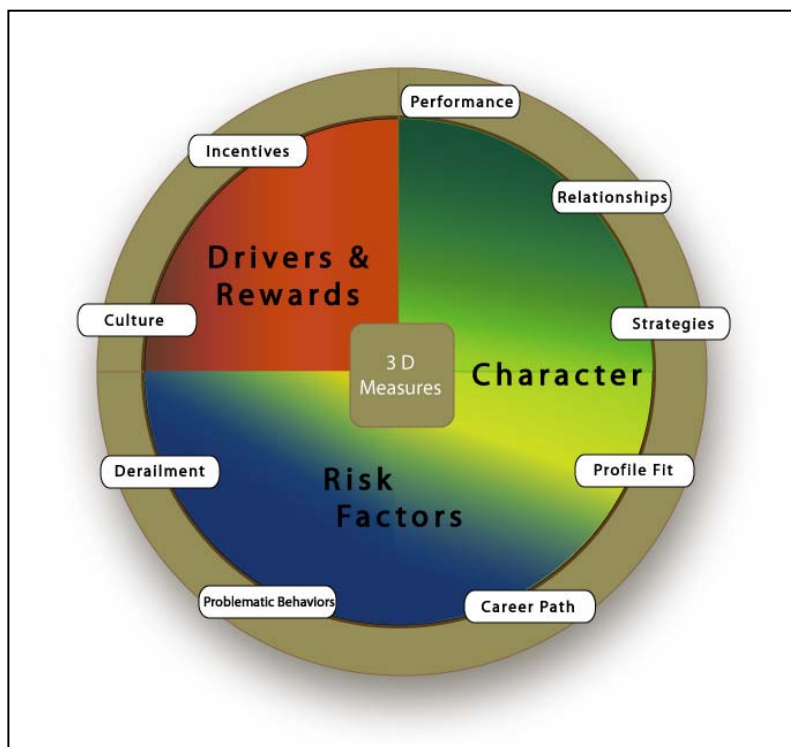 Performance
Incentives
Relationships
Drivers &
Rewards
Culture
Strategies
3 D
Measures
Character
Derailment
Profile Fit
Risk
Factors
Problematic Behaviors
Career Path